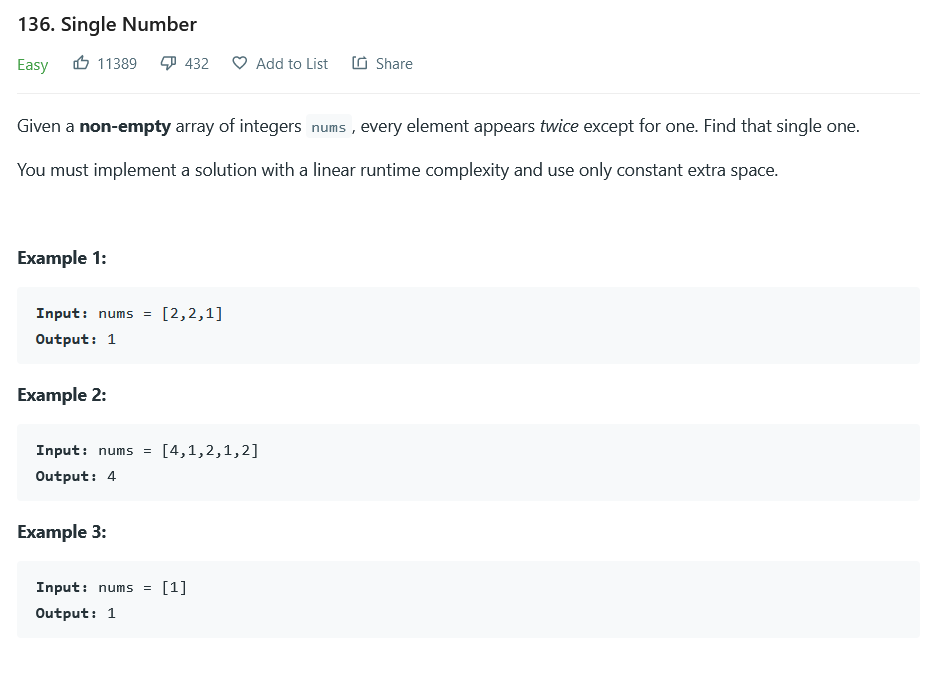 136. Single Number
Easy 11389 432 Add to List Share
Given a non-empty array of integers nums, every element appears twice except for one. Find that single one.
You must implement a solution with a linear runtime complexity and use only constant extra space.
Example 1:
Input: nums = [2,2,1]
Output: 1
Example 2:
Input: nums = [4,1,2,1,2]
Output: 4
Example 3:
Input: nums = [1]
Output: 1